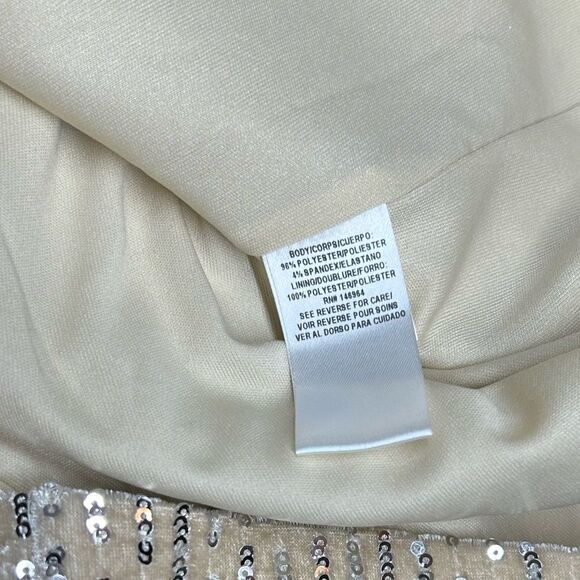 BODY/CORPS/CUERPO:
96% POLYESTER/POLIESTER
4% SPANDEX/ELASTANO
LINING/DOUBLURE/FORRO:
100% POLYESTER/POLIESTER
RN# 146964
SEE REVERSE FOR CARE/
VOIR REVERSE POUR SOINS
VER AL DORSO PARA CUIDADO